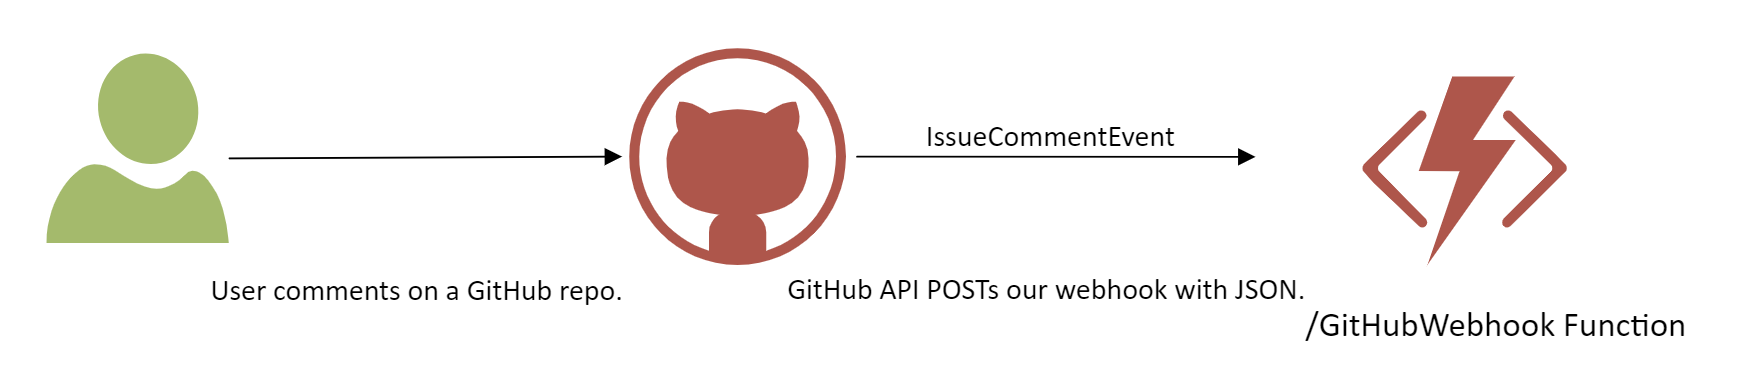 IssueCommentEvent
User comments on a GitHub repo.
GitHub API POSTs our webhook with JSON.
/GitHubWebhook Function